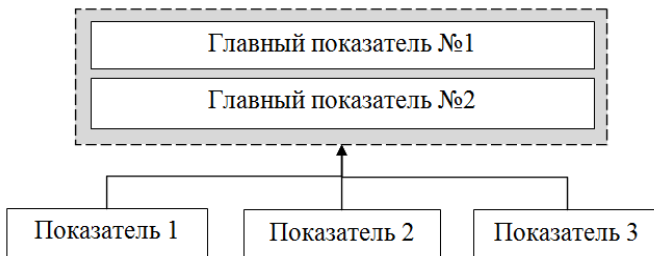 Главный показатель №1
Главный показатель №2
Показатель 1
Показатель 2
Показатель 3